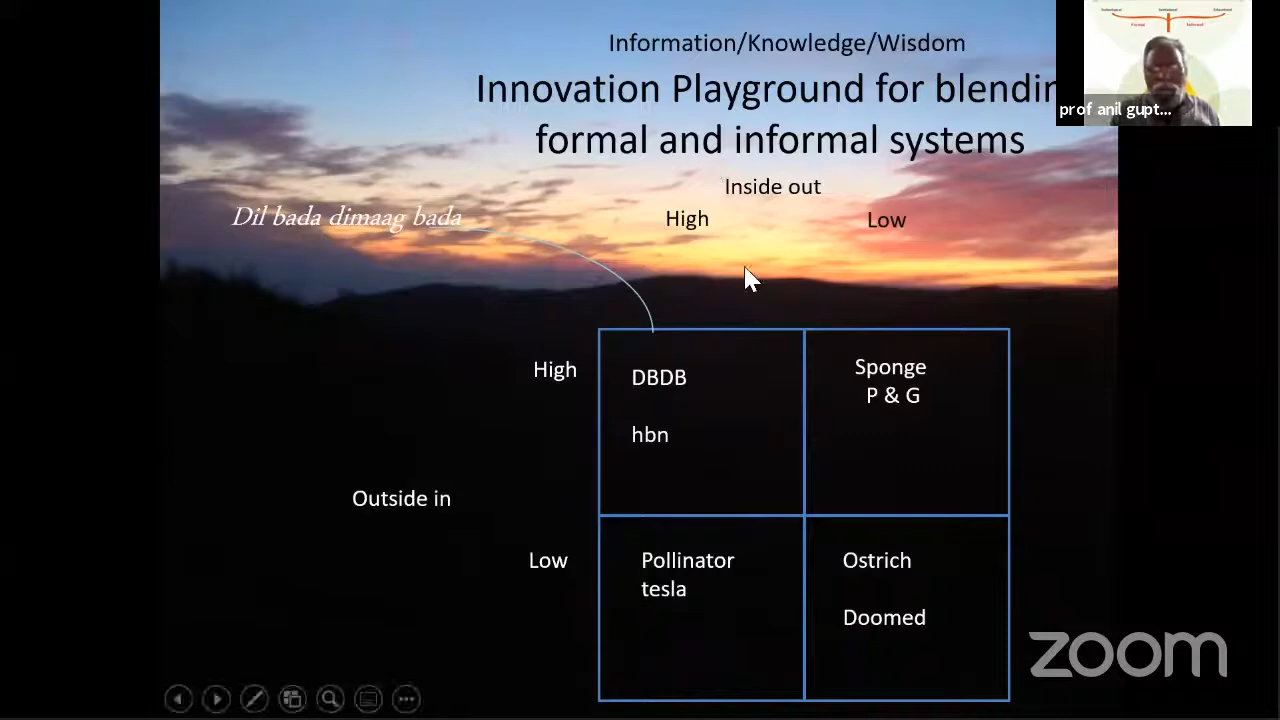 Information/Knowledge/Wisdom
Innovation Playground for blendin
formal and informal systems
prof anil gupt...
Inside out
High
Low
Dil bada dimaag bada
High
DBDB
hbn
Sponge
P & G
Outside in
Low
Pollinator
tesla
Ostrich
Doomed
zoom